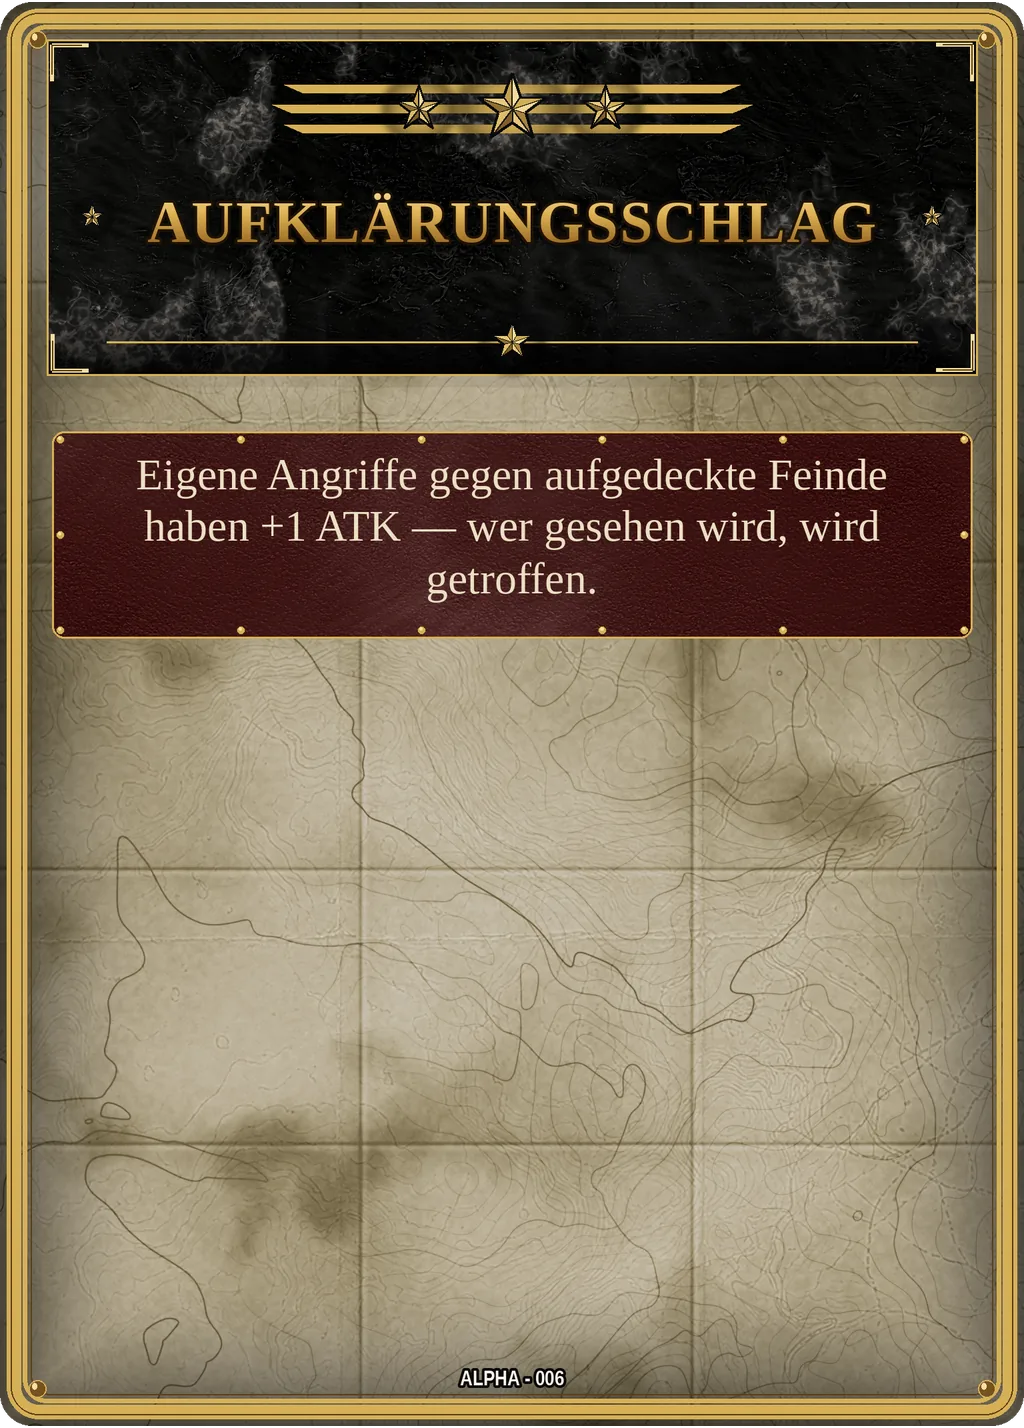 AUFKLÄRUNGSSCHLAG
Eigene Angriffe gegen aufgedeckte Feinde
haben +1 ATK — wer gesehen wird, wird
getroffen.
ALPHA - 006